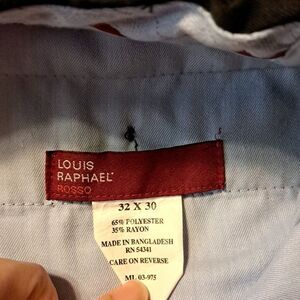 LOUIS
RAPHAEL
ROSSO
32 X 30
65% POLYESTER
35% RAYON
MADE IN BANGLADESH
RN 54341
CARE ON REVERSE
ML 03-975